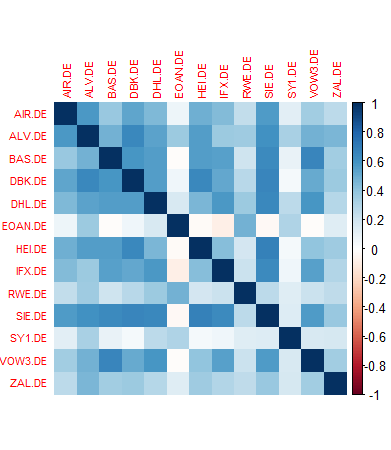 AIR.DE ALV.DE BAS.DE DBK.DE DHL.DE EOAN.DE HEI.DE IFX.DE RWE.DE SIE.DE SY1.DE VOW3.DE ZAL.DE
AIR.DE
ALV.DE
BAS.DE
DBK.DE
DHL.DE
EOAN.DE
HEI.DE
IFX.DE
RWE.DE
SIE.DE
SY1.DE
VOW3.DE
ZAL.DE
1
0.8
0.6
0.4
0.2
0
-0.2
-0.4
-0.6
-0.8
-1